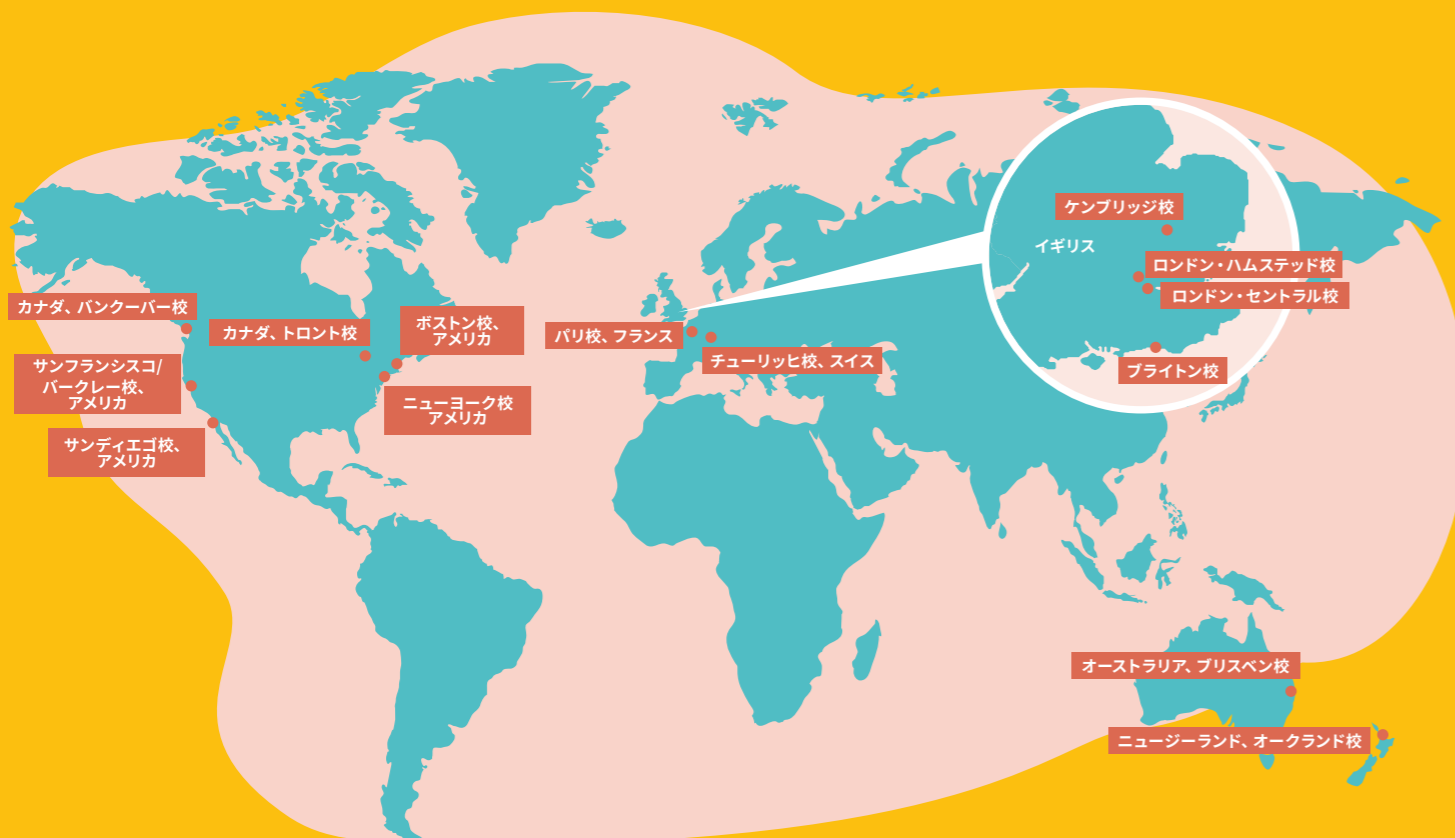 カナダ、バンクーバー校
サンフランシスコ/
バークレー校、
アメリカ
サンディエゴ校、
アメリカ
カナダ、トロント校
ボストン校、
アメリカ
ニューヨーク校
アメリカ
パリ校、フランス
チューリッヒ校、スイス
ケンブリッジ校
イギリス
ロンドン・ハムステッド校
ロンドン・セントラル校
ブライトン校
オーストラリア、ブリスベン校
ニュージーランド、オークランド校